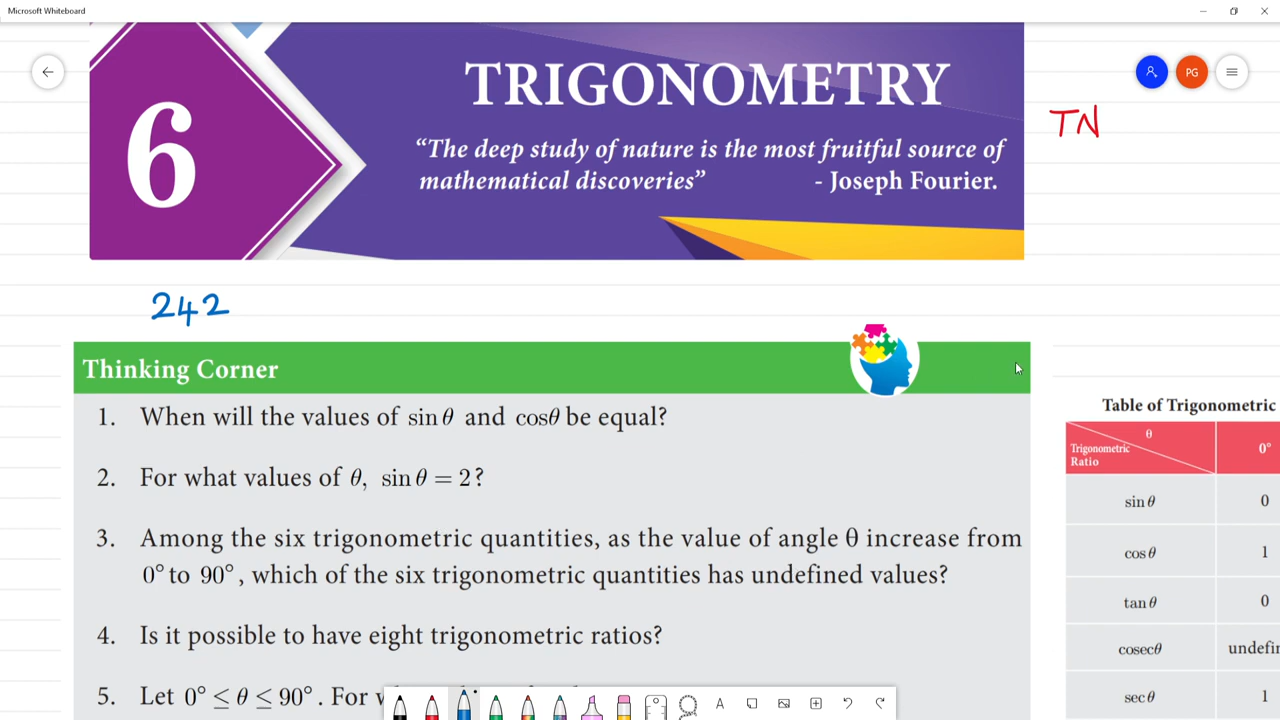 Microsoft Whiteboard
6
TRIGONOMETRY
“The deep study of nature is the most fruitful source of
mathematical discoveries” - Joseph Fourier.
PG
TN
242
Thinking Corner
1. When will the values of sin θ and cosθ be equal?
2. For what values of θ, sin θ = 2?
3. Among the six trigonometric quantities, as the value of angle θ increase from
0° to 90°, which of the six trigonometric quantities has undefined values?
4. Is it possible to have eight trigonometric ratios?
5. Let 0° ≤ θ ≤ 90°. For
Table of Trigonometric
θ
Trigonometric
Ratio
0°
sin θ 0
cos θ 1
tan θ 0
cosecθ undefin
sec θ 1
A